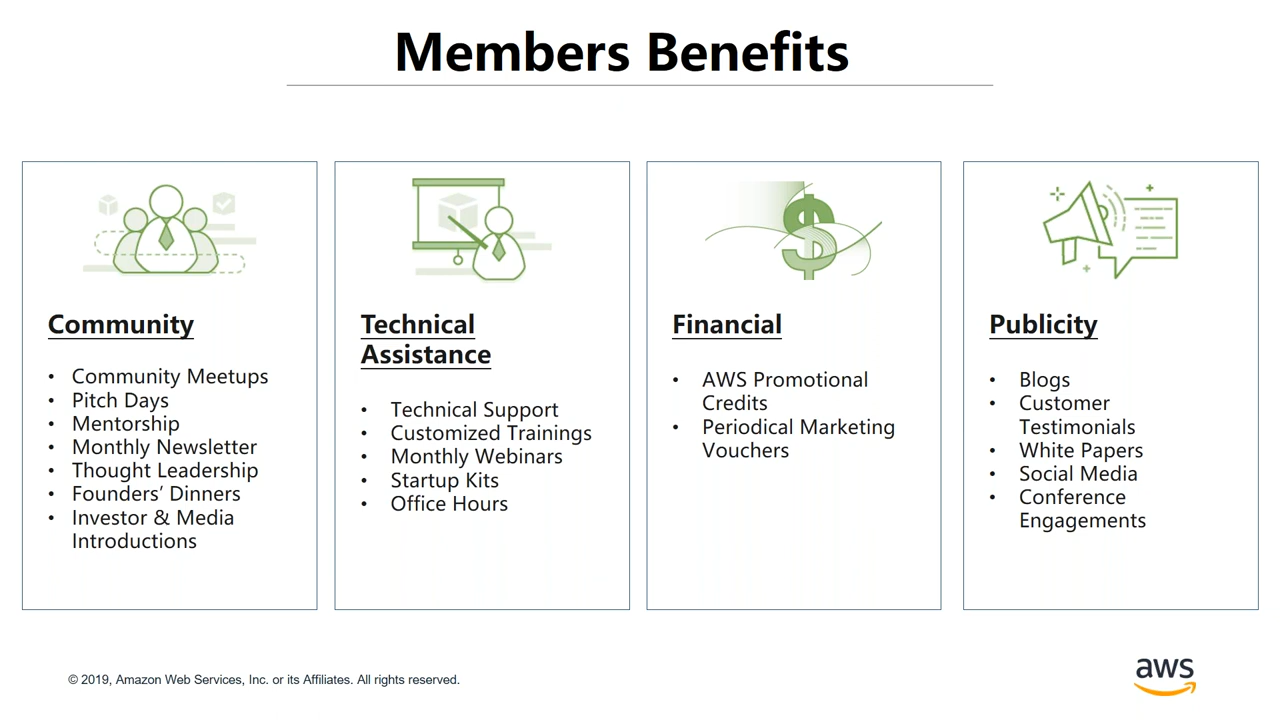 Members Benefits
Community
• Community Meetups
• Pitch Days
• Mentorship
• Monthly Newsletter
• Thought Leadership
• Founders’ Dinners
• Investor & Media
Introductions
Technical
Assistance
• Technical Support
• Customized Trainings
• Monthly Webinars
• Startup Kits
• Office Hours
Financial
• AWS Promotional
Credits
• Periodical Marketing
Vouchers
Publicity
• Blogs
• Customer
Testimonials
• White Papers
• Social Media
• Conference
Engagements
© 2019, Amazon Web Services, Inc. or its Affiliates. All rights reserved.
aws